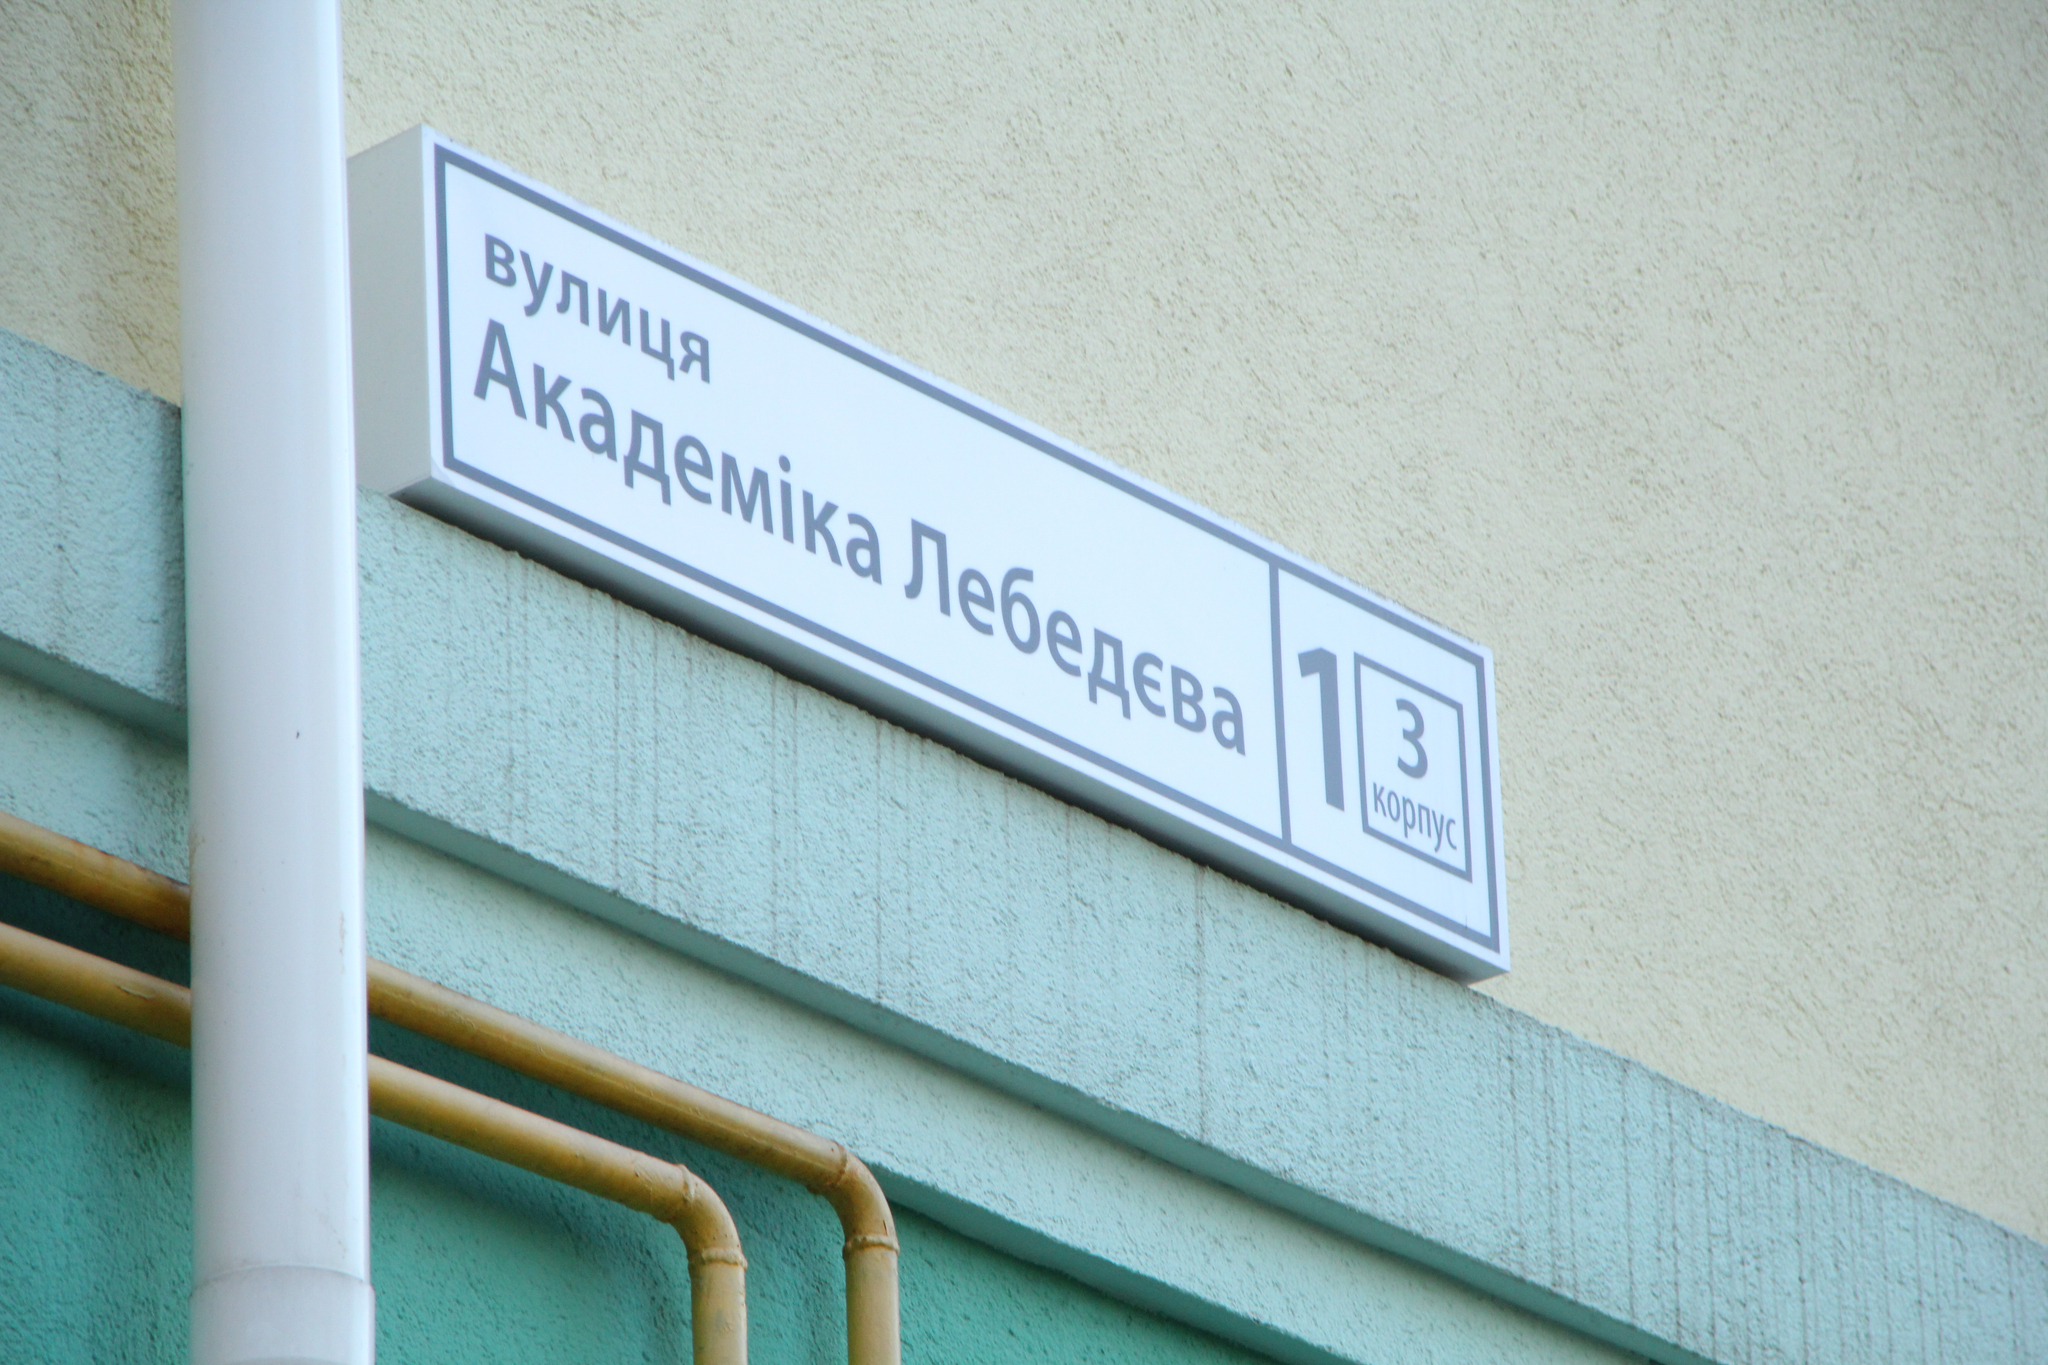 вулиця
Академіка Лебедєва
1
3
корпус